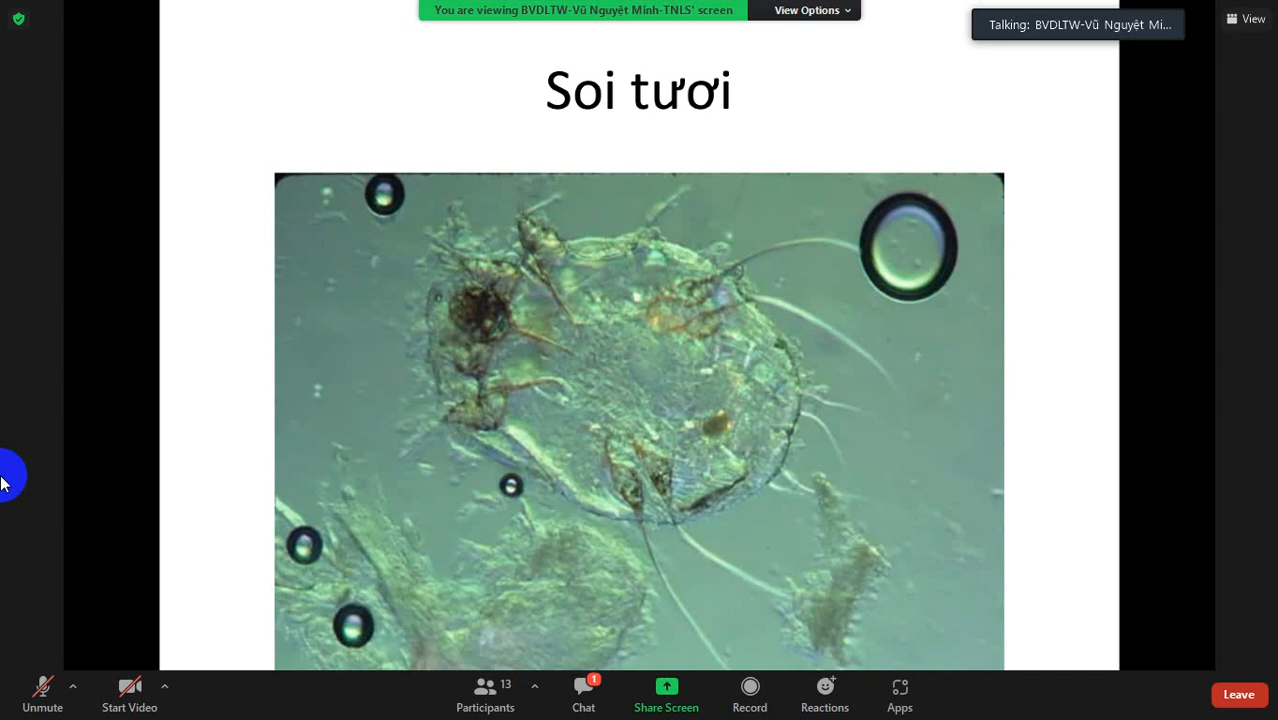 You are viewing BVDLTW-Vũ Nguyệt Minh-TNLS' screen
View Options
Talking: BVDLTW-Vũ Nguyệt Mi...
View
Soi tươi
Unmute
Start Video
13
Participants
1
Chat
Share Screen
Record
Reactions
Apps
Leave